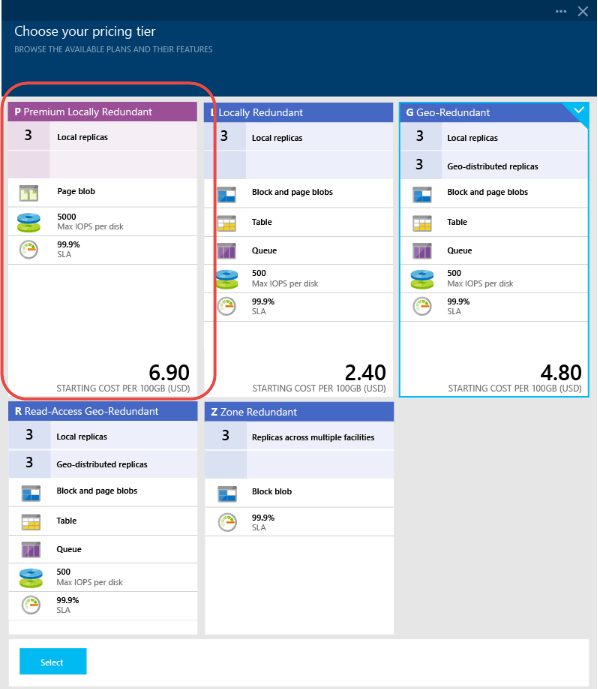 Choose your pricing tier
BROWSE THE AVAILABLE PLANS AND THEIR FEATURES
P Premium Locally Redundant
3 Local replicas
Page blob
5000
Max IOPS per disk
99.9%
SLA
6.90
STARTING COST PER 100GB (USD)
L Locally Redundant
3 Local replicas
Block and page blobs
Table
Queue
500
Max IOPS per disk
99.9%
SLA
2.40
STARTING COST PER 100GB (USD)
G Geo-Redundant
3 Local replicas
3 Geo-distributed replicas
Block and page blobs
Table
Queue
500
Max IOPS per disk
99.9%
SLA
4.80
STARTING COST PER 100GB (USD)
R Read-Access Geo-Redundant
3 Local replicas
3 Geo-distributed replicas
Block and page blobs
Table
Queue
500
Max IOPS per disk
99.9%
SLA
Z Zone Redundant
3 Replicas across multiple facilities
Block blob
99.9%
SLA
Select